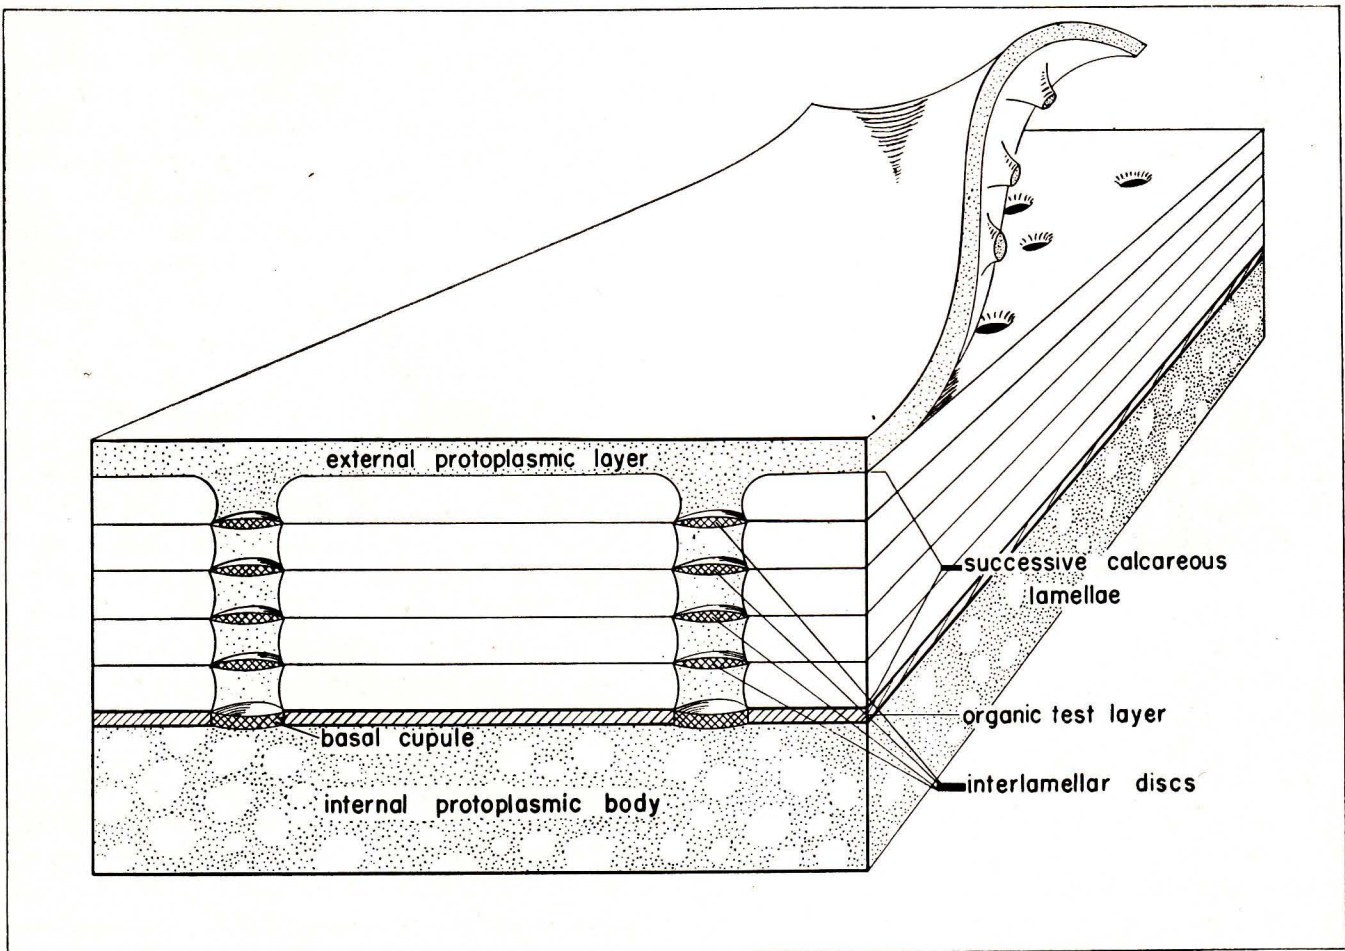 external protoplasmic layer
successive calcareous
lamellae
organic test layer
basal cupule
interlamellar discs
internal protoplasmic body